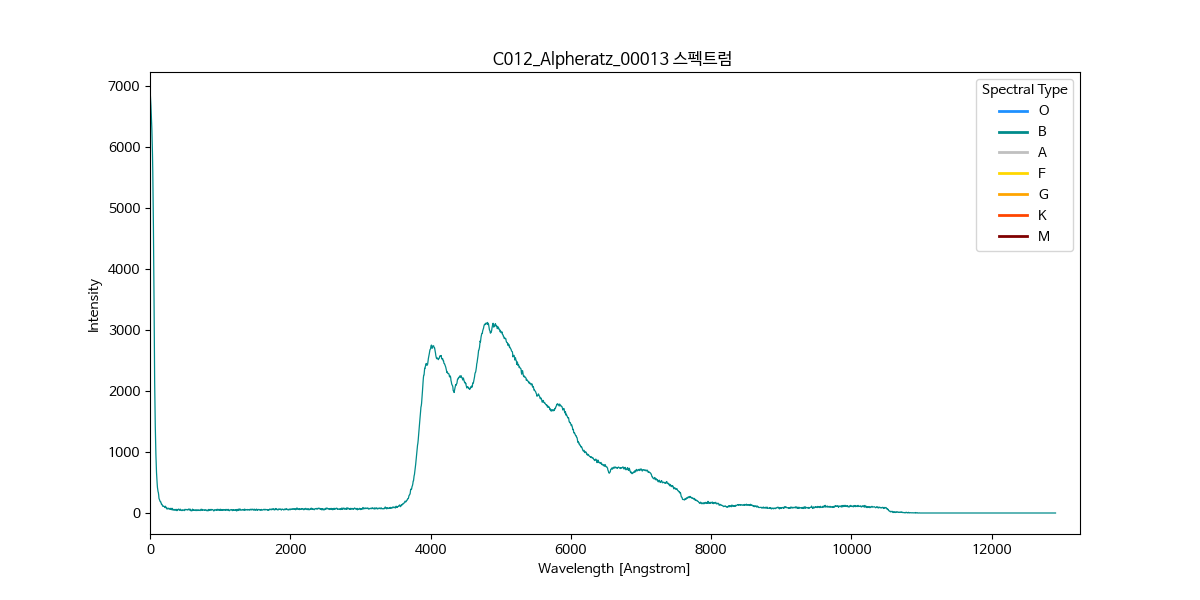 C012_Alpheratz_00013 스펙트럼
7000
6000
5000
4000
3000
2000
1000
0
Intensity
0 2000 4000 6000 8000 10000 12000
Wavelength [Angstrom]
Spectral Type
O
B
A
F
G
K
M